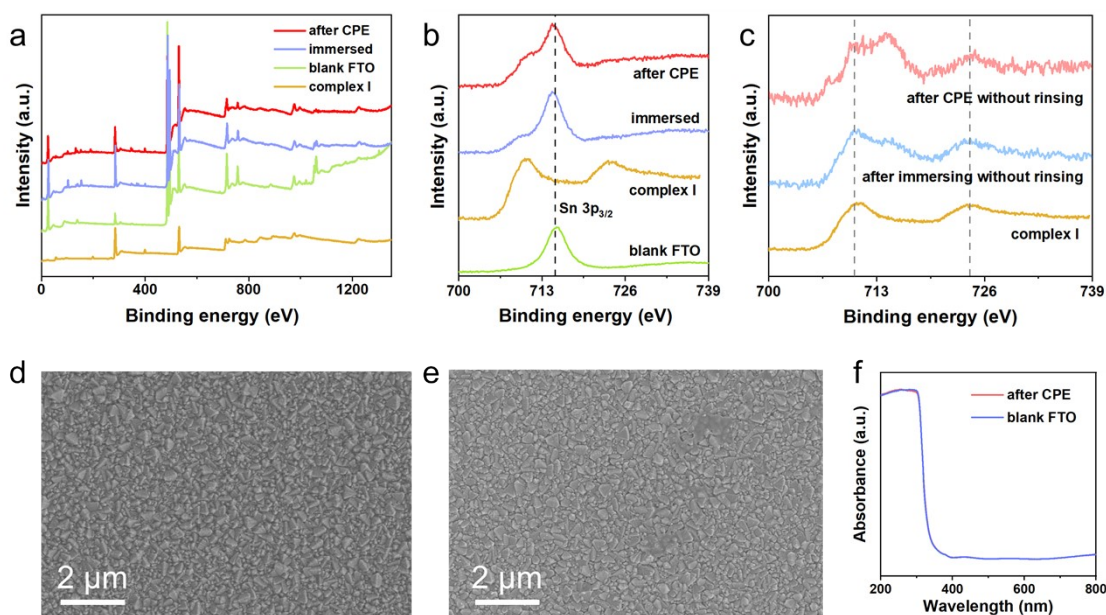 a
after CPE
immersed
blank FTO
complex I
Intensity (a.u.)
0 400 800 1200
Binding energy (eV)
b
after CPE
immersed
complex I
Sn 3p3/2
blank FTO
Intensity (a.u.)
700 713 726 739
Binding energy (eV)
c
after CPE without rinsing
after immersing without rinsing
complex I
Intensity (a.u.)
700 713 726 739
Binding energy (eV)
d
2 μm
e
2 μm
f
after CPE
blank FTO
Absorbance (a.u.)
200 400 600 800
Wavelength (nm)